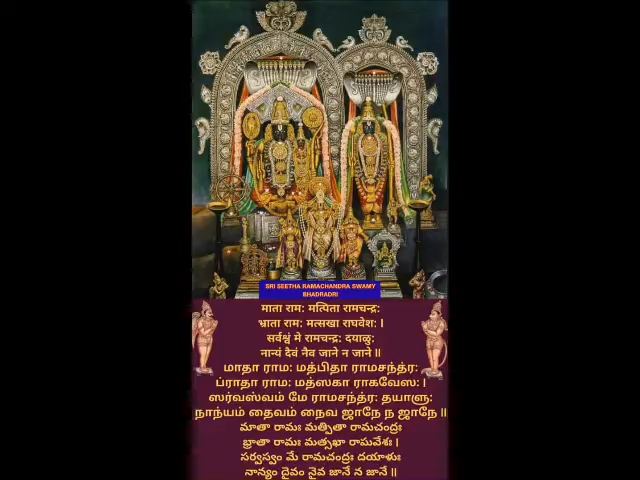 SRI SEETHA RAMACHANDRA SWAMY
BHADRADRI
माता राम: मत्पिता रामचन्द्र:
भ्राता राम: मत्सखा राघवेश: ।
सर्वश्वं मे रामचन्द्र: दयाळु:
नान्यं दैवं नैव जाने न जाने ॥
மாதா ராம: மத்பிதா ராமசந்த்ர:
ப்ராதா ராம: மத்ஸகா ராகவேஸ: ।
ஸர்வஸ்வம் மே ராமசந்த்ர: தயாளு:
நாந்யம் தைவம் நைவ ஜாநே ந ஜாநே ॥
మాతా రామః మత్పితా రామచంద్రః
భ్రాతా రామః మత్సఖా రాఘవేశః ।
సర్వస్వం మే రామచంద్రః దయాళుః
నాన్యం దైవం నైవ జానే న జానే ॥